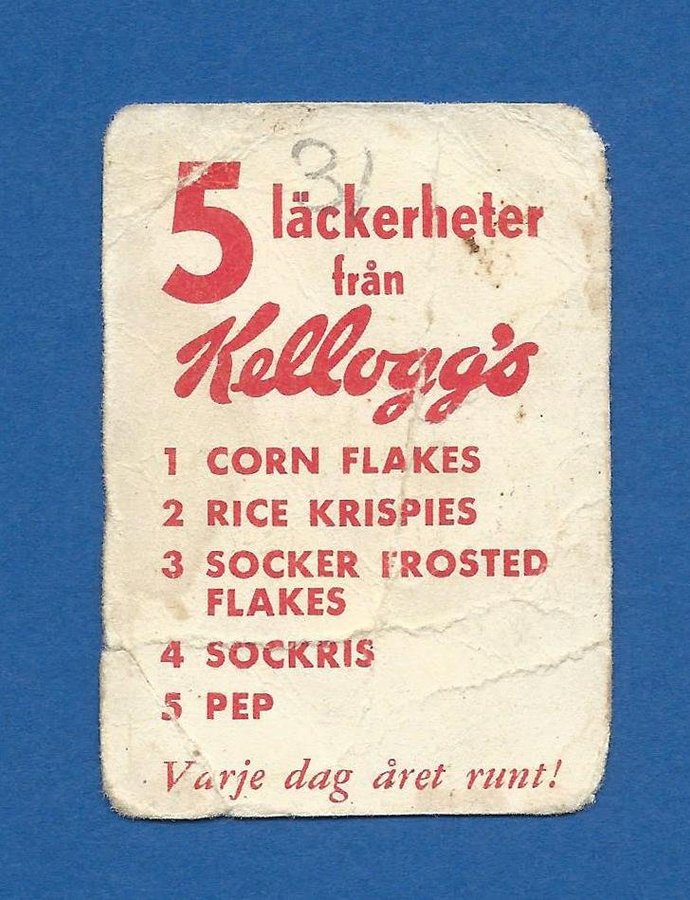 31
5 läckerheter
från
Kellogg's
1 CORN FLAKES
2 RICE KRISPIES
3 SOCKER FROSTED
FLAKES
4 SOCKRIS
5 PEP
Varje dag året runt!